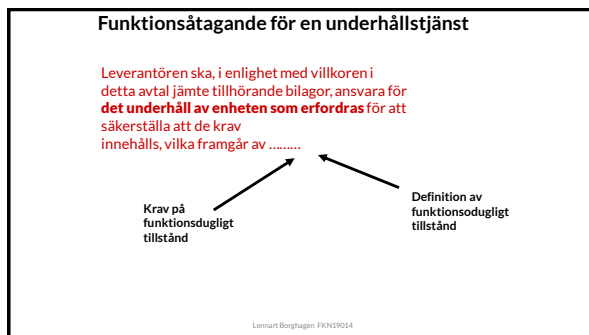 Funktionsåtagande för en underhållstjänst
Leverantören ska, i enlighet med villkoren i
detta avtal jämte tillhörande bilagor, ansvara för
det underhåll av enheten som erfordras för att
säkerställa att de krav
innehålls, vilka framgår av .........
Krav på
funktionsdugligt
tillstånd
Definition av
funktionsodugligt
tillstånd
Lennart Borghagen FKN19014